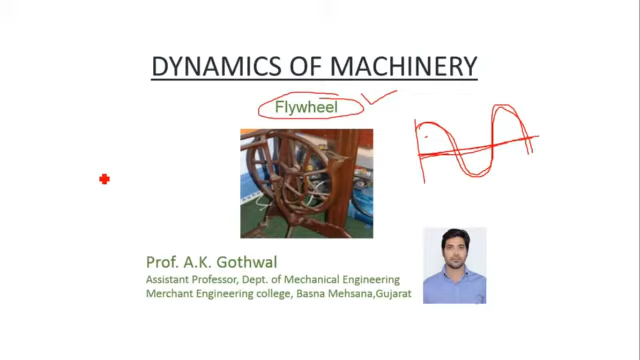 DYNAMICS OF MACHINERY
Flywheel
Prof. A.K. Gothwal
Assistant Professor, Dept. of Mechanical Engineering
Merchant Engineering college, Basna Mehsana,Gujarat